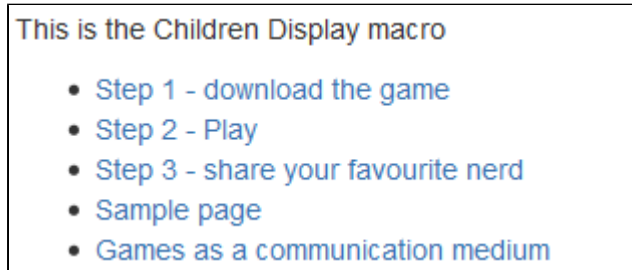 This is the Children Display macro
Step 1 - download the game
Step 2 - Play
Step 3 - share your favourite nerd
Sample page
Games as a communication medium